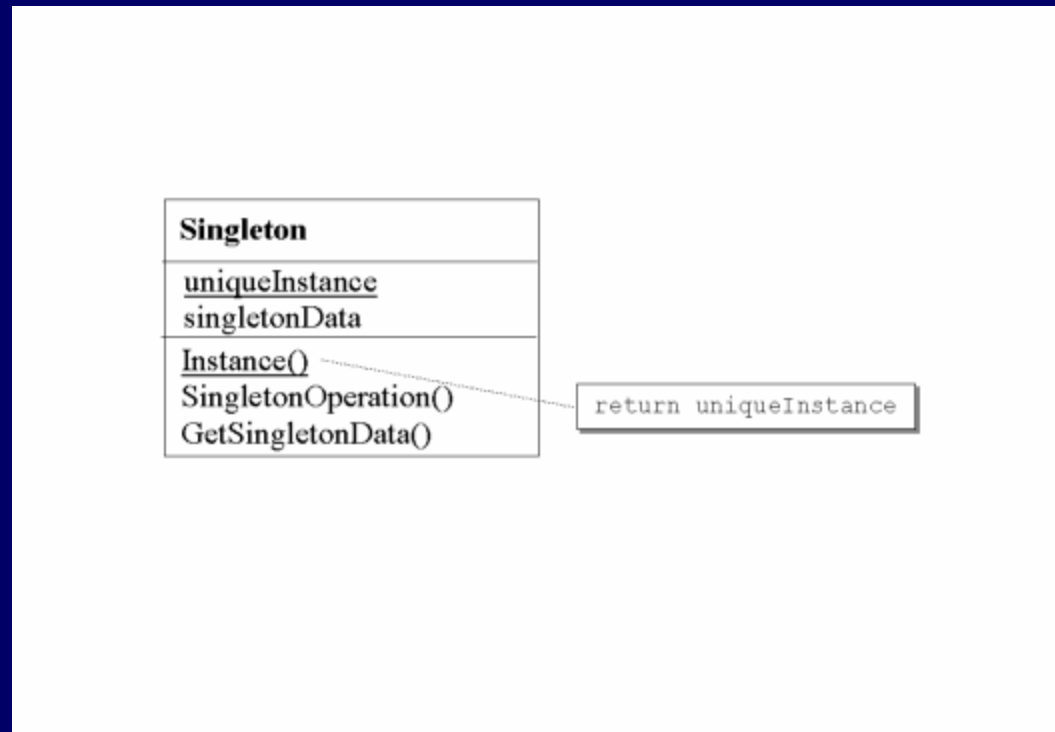 Singleton
uniqueInstance
singletonData
Instance()
SingletonOperation()
GetSingletonData()
return uniqueInstance